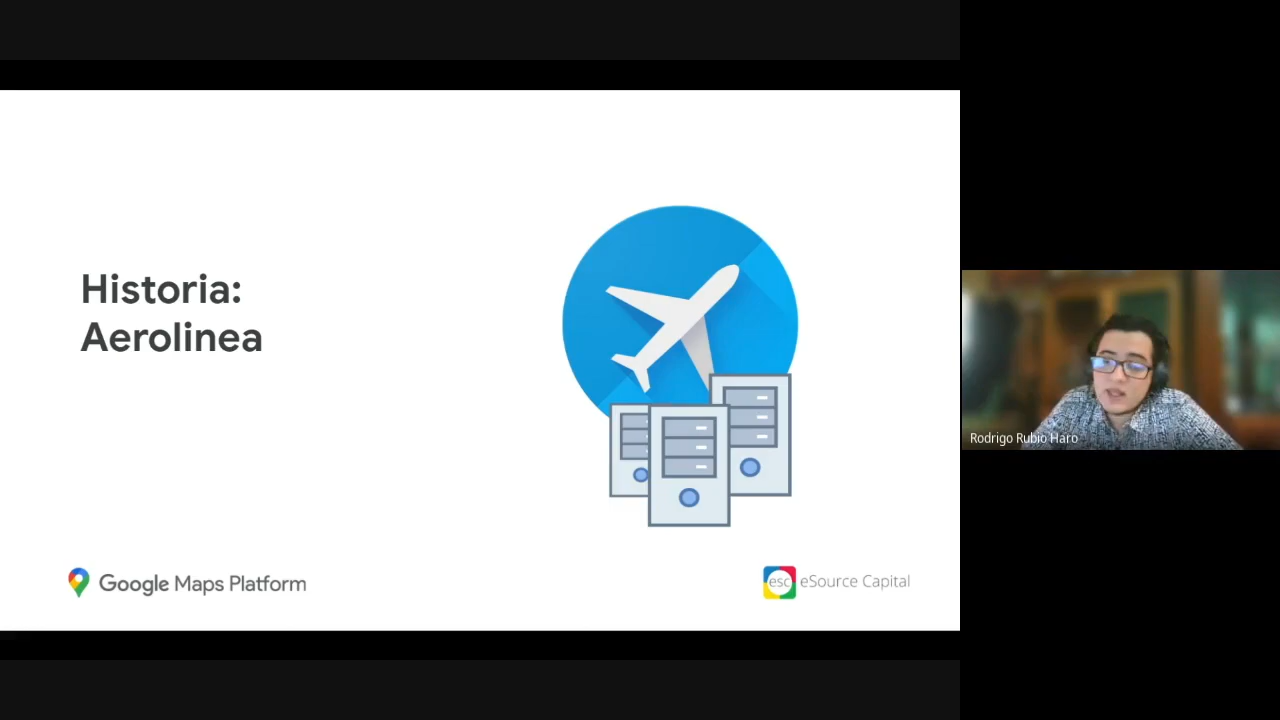 Historia:
Aerolinea
Google Maps Platform
esc eSource Capital
Rodrigo Rubio Haro